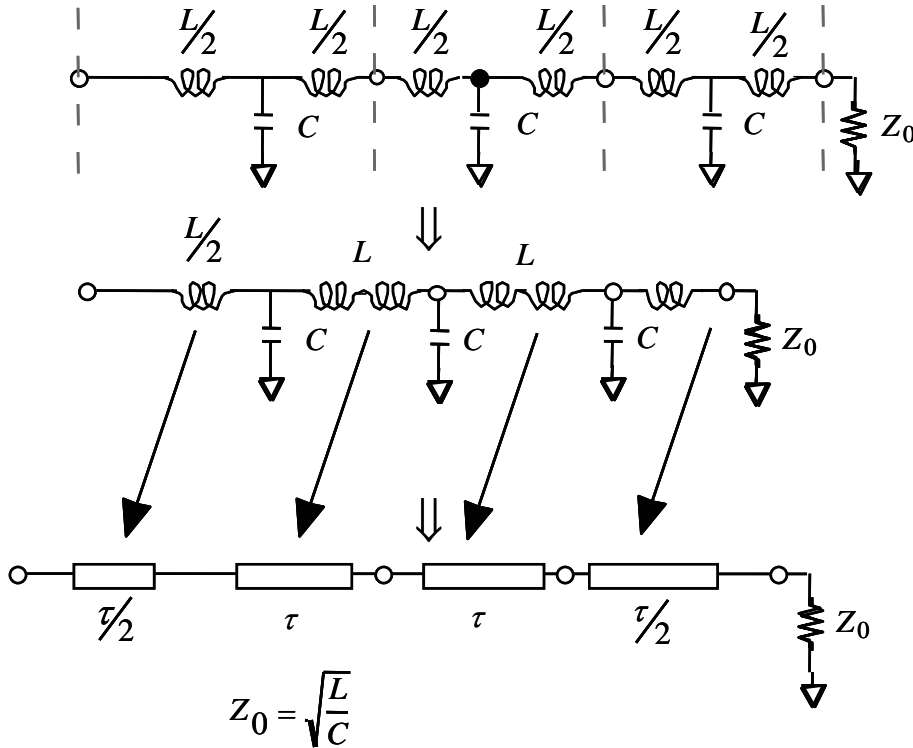 L/2 L/2 L/2 L/2 L/2 L/2
C C C Z₀
L/2 L L
C C C Z₀
τ/2 τ τ τ/2 Z₀
Z₀ = √(L/C)